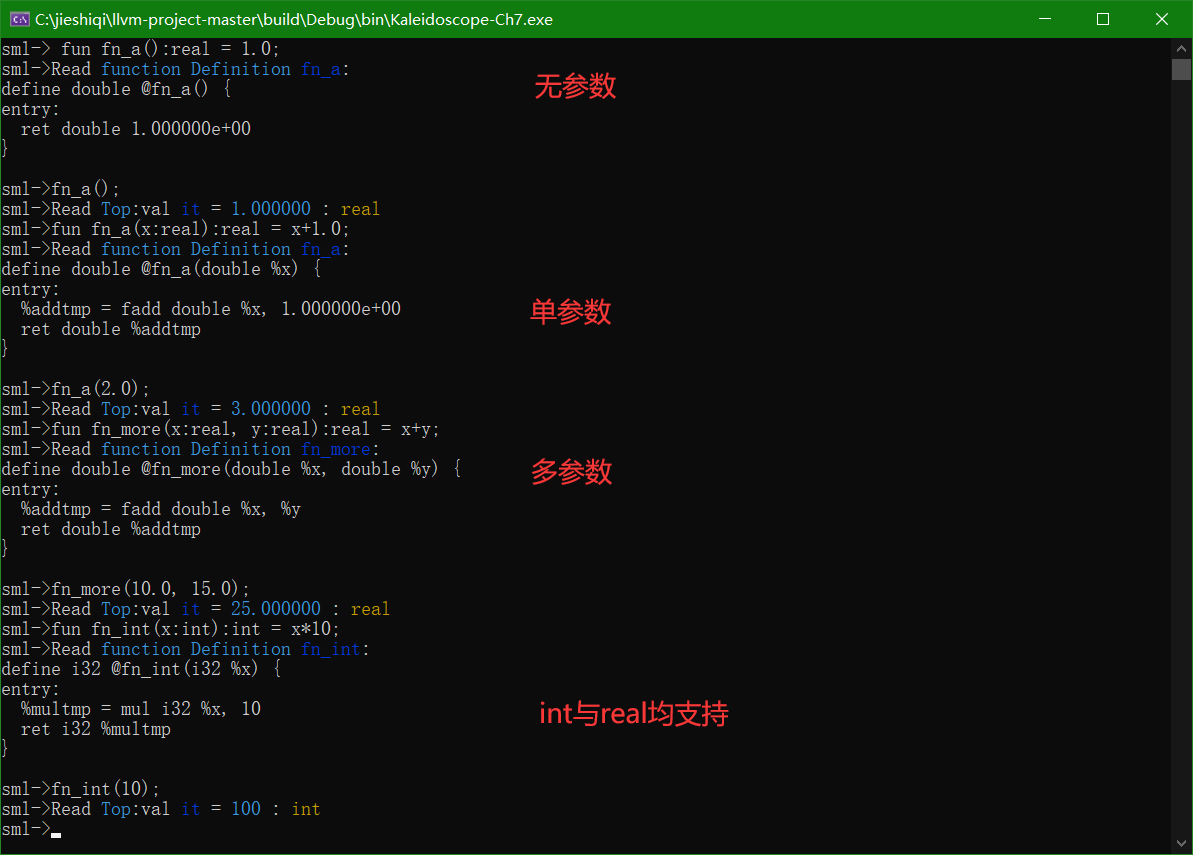 C:\jieshiqi\llvm-project-master\build\Debug\bin\Kaleidoscope-Ch7.exe
sml-> fun fn_a():real = 1.0;
sml->Read function Definition fn_a:
无参数
define double @fn_a() {
entry:
  ret double 1.000000e+00
}
sml->fn_a();
sml->Read Top:val it = 1.000000 : real
sml->fun fn_a(x:real):real = x+1.0;
sml->Read function Definition fn_a:
define double @fn_a(double %x) {
entry:
  %addtmp = fadd double %x, 1.000000e+00
单参数
  ret double %addtmp
}
sml->fn_a(2.0);
sml->Read Top:val it = 3.000000 : real
sml->fun fn_more(x:real, y:real):real = x+y;
sml->Read function Definition fn_more:
define double @fn_more(double %x, double %y) {
多参数
entry:
  %addtmp = fadd double %x, %y
  ret double %addtmp
}
sml->fn_more(10.0, 15.0);
sml->Read Top:val it = 25.000000 : real
sml->fun fn_int(x:int):int = x*10;
sml->Read function Definition fn_int:
define i32 @fn_int(i32 %x) {
entry:
  %multmp = mul i32 %x, 10
int与real均支持
  ret i32 %multmp
}
sml->fn_int(10);
sml->Read Top:val it = 100 : int
sml->